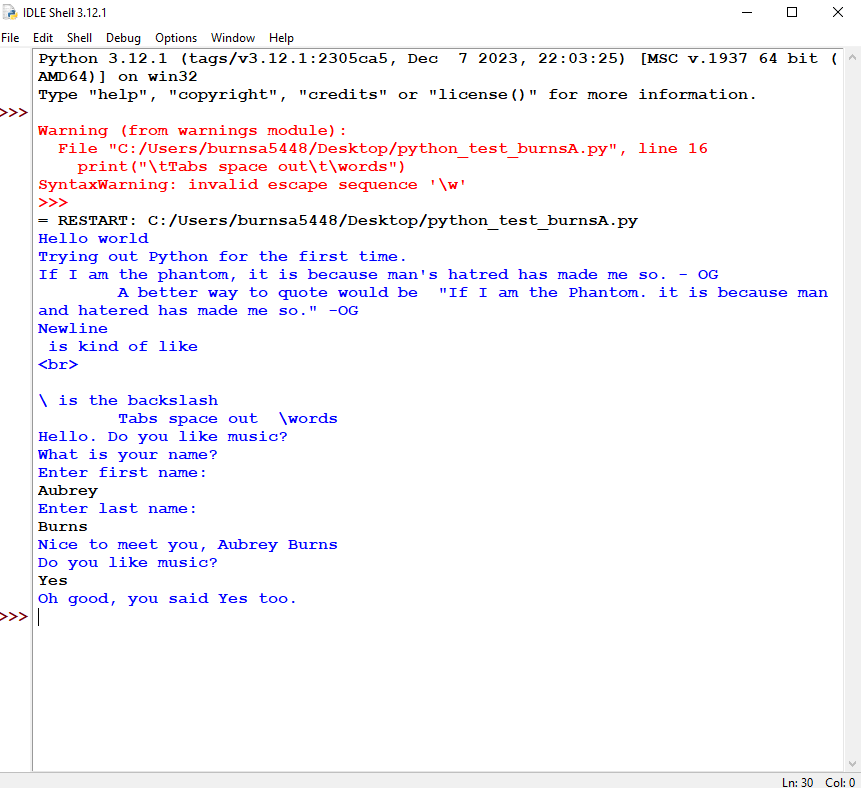 IDLE Shell 3.12.1
File Edit Shell Debug Options Window Help
Python 3.12.1 (tags/v3.12.1:2305ca5, Dec  7 2023, 22:03:25) [MSC v.1937 64 bit (
AMD64)] on win32
Type "help", "copyright", "credits" or "license()" for more information.
>>>
Warning (from warnings module):
  File "C:/Users/burnsa5448/Desktop/python_test_burnsA.py", line 16
    print("\tTabs space out\t\words")
SyntaxWarning: invalid escape sequence '\w'
>>>
= RESTART: C:/Users/burnsa5448/Desktop/python_test_burnsA.py
Hello world
Trying out Python for the first time.
If I am the phantom, it is because man's hatred has made me so. - OG
        A better way to quote would be  "If I am the Phantom. it is because man
and hatered has made me so." -OG
Newline
 is kind of like
<br>
\ is the backslash
        Tabs space out  \words
Hello. Do you like music?
What is your name?
Enter first name:
Aubrey
Enter last name:
Burns
Nice to meet you, Aubrey Burns
Do you like music?
Yes
Oh good, you said Yes too.
>>>
Ln: 30 Col: 0